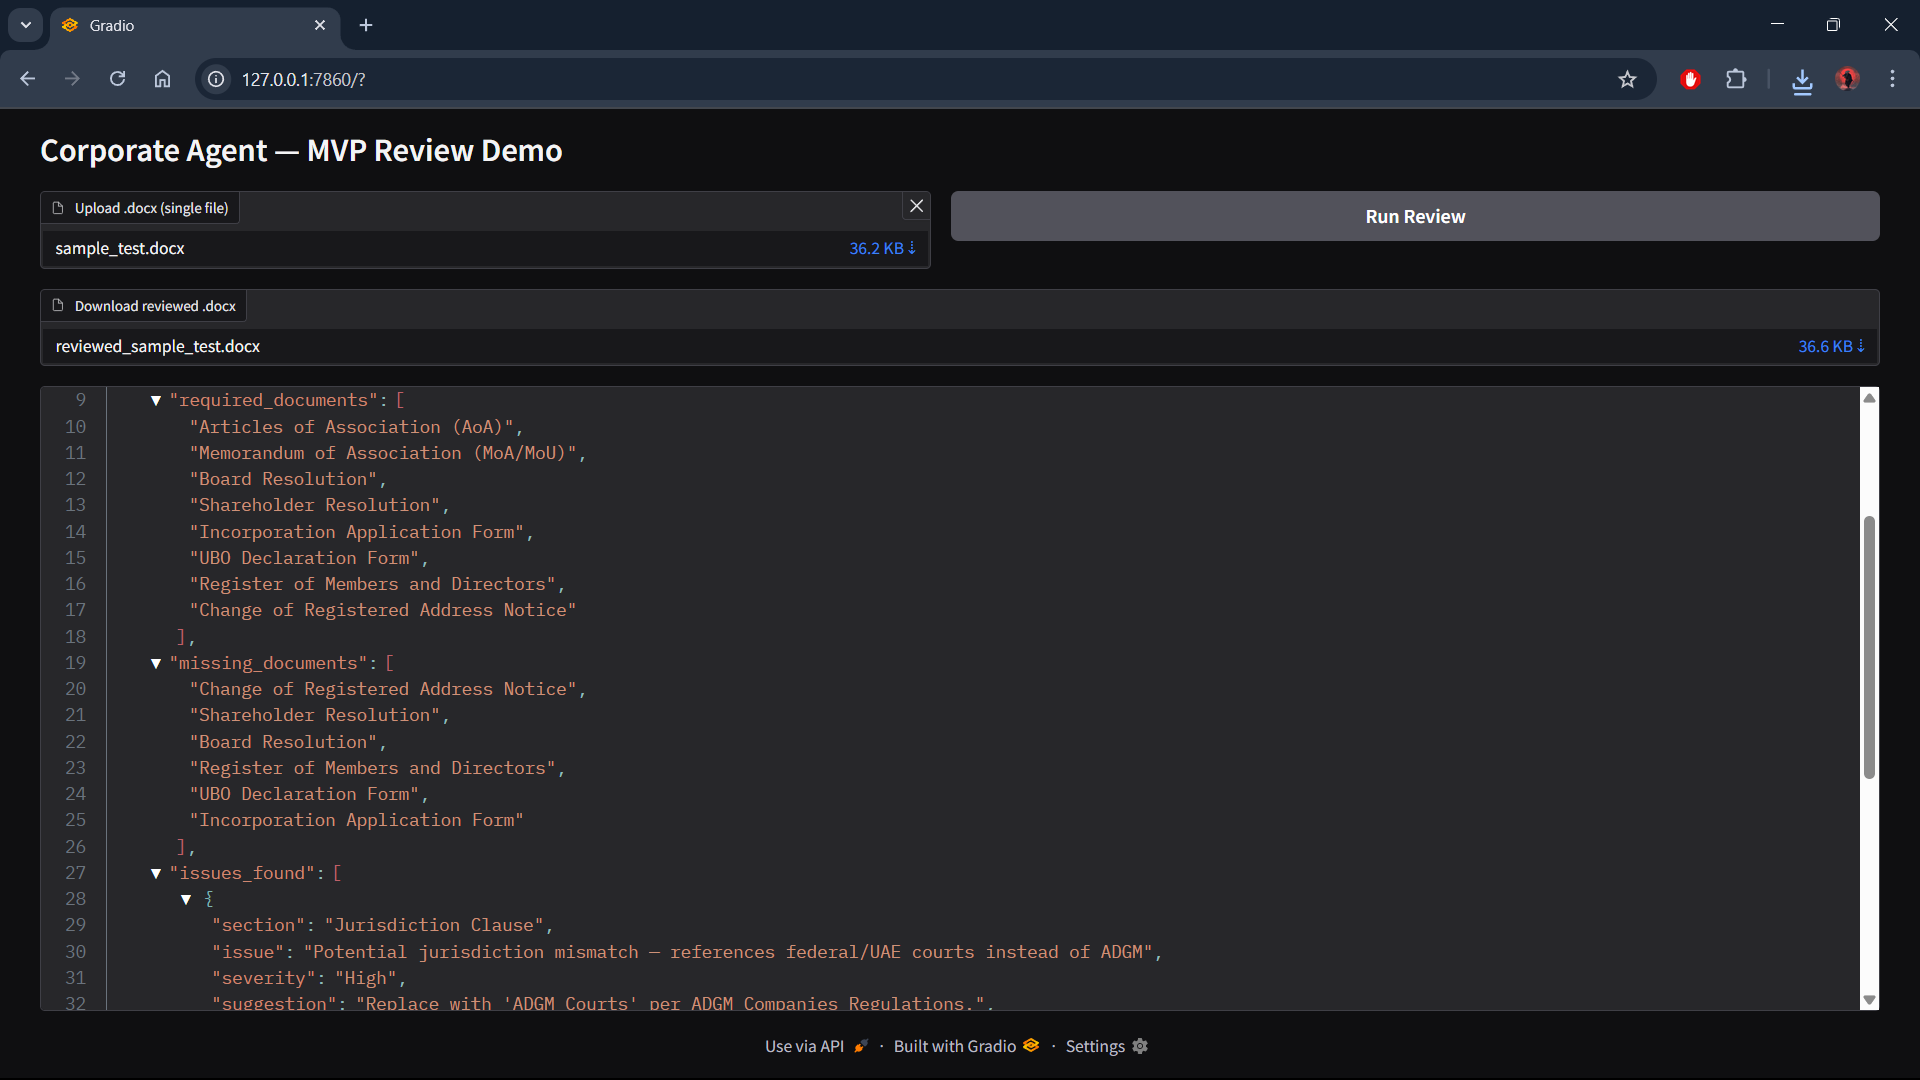 Gradio
127.0.0.1:7860/?
Corporate Agent — MVP Review Demo
Upload .docx (single file)
sample_test.docx
36.2 KB ⇣
Run Review
Download reviewed .docx
reviewed_sample_test.docx
36.6 KB ⇣
9 ▼ "required_documents": [
10 "Articles of Association (AoA)",
11 "Memorandum of Association (MoA/MoU)",
12 "Board Resolution",
13 "Shareholder Resolution",
14 "Incorporation Application Form",
15 "UBO Declaration Form",
16 "Register of Members and Directors",
17 "Change of Registered Address Notice"
18 ],
19 ▼ "missing_documents": [
20 "Change of Registered Address Notice",
21 "Shareholder Resolution",
22 "Board Resolution",
23 "Register of Members and Directors",
24 "UBO Declaration Form",
25 "Incorporation Application Form"
26 ],
27 ▼ "issues_found": [
28 ▼ {
29 "section": "Jurisdiction Clause",
30 "issue": "Potential jurisdiction mismatch — references federal/UAE courts instead of ADGM",
31 "severity": "High",
32 "suggestion": "Replace with 'ADGM Courts' per ADGM Companies Regulations.",
Use via API · Built with Gradio · Settings